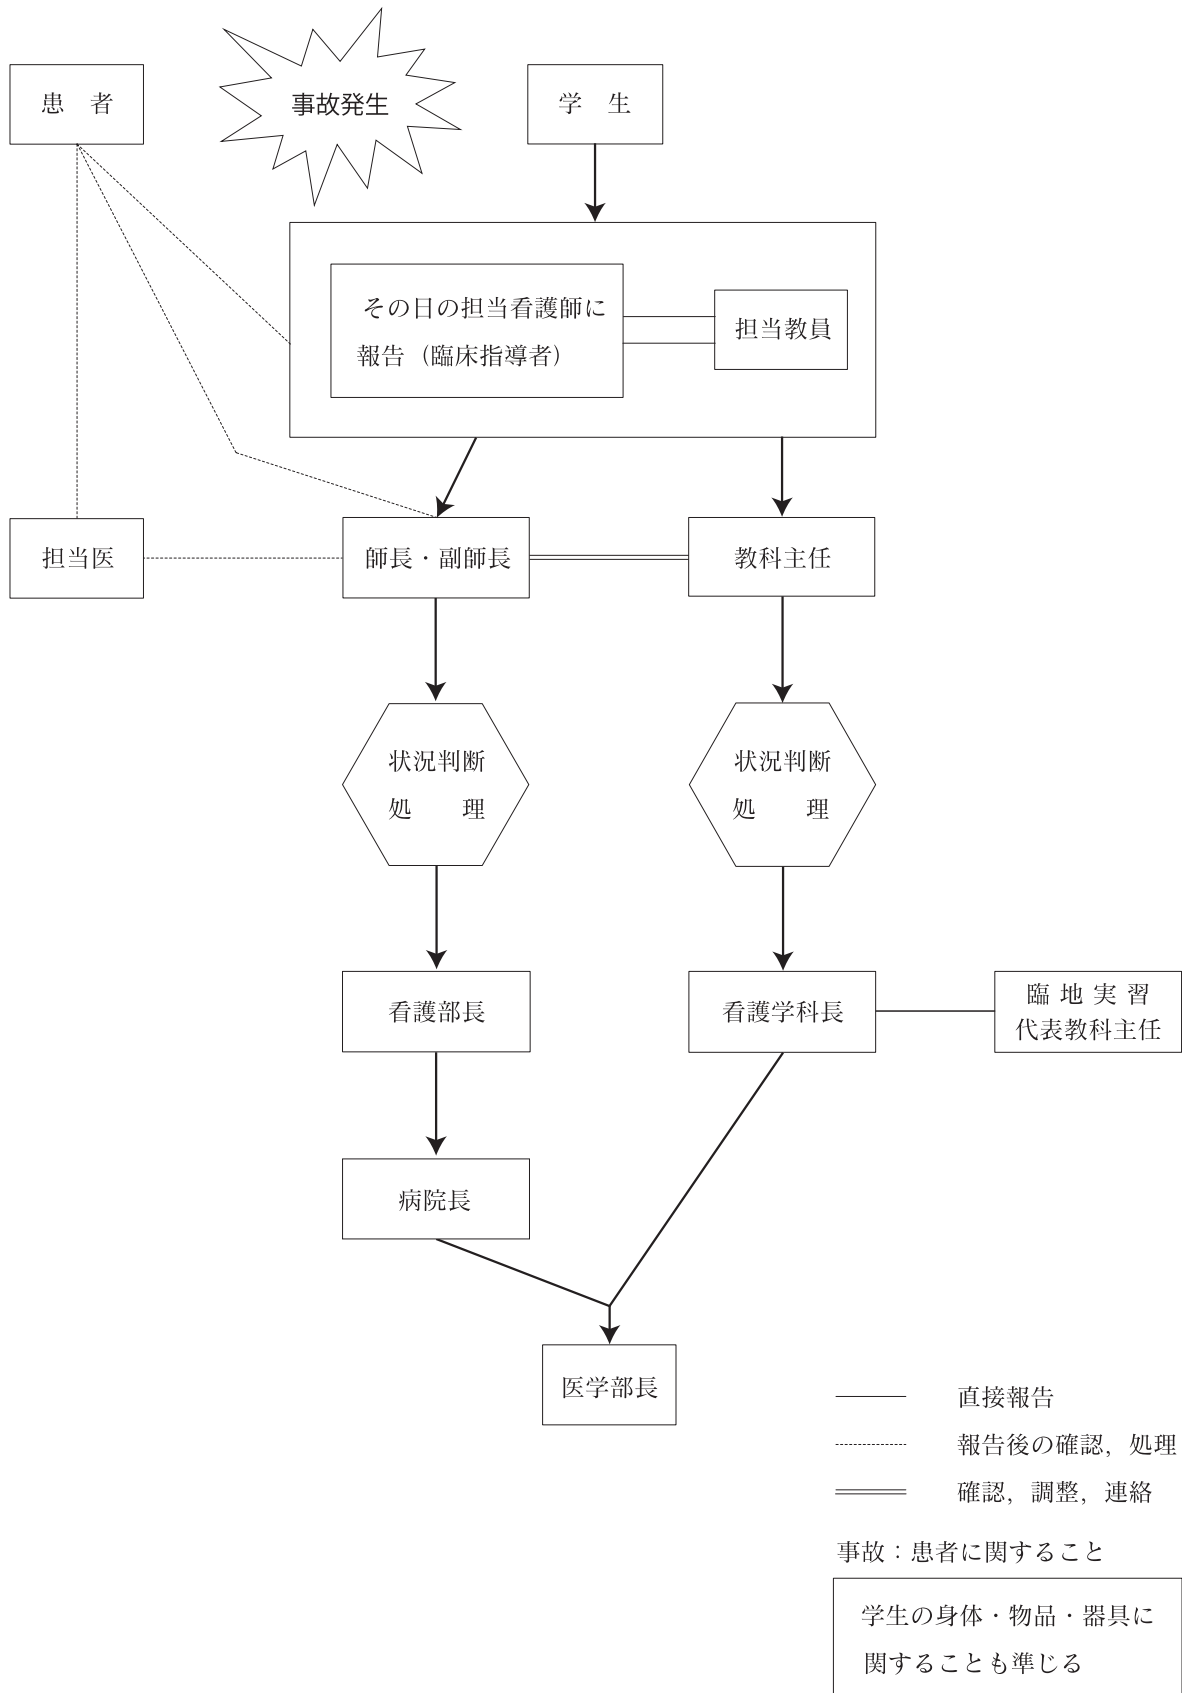 患　者
事故発生
学　生
その日の担当看護師に
報告（臨床指導者）
担当教員
担当医
師長・副師長
教科主任
状況判断
処　　理
状況判断
処　　理
看護部長
看護学科長
臨 地 実 習
代表教科主任
病院長
医学部長
直接報告
報告後の確認，処理
確認，調整，連絡
事故：患者に関すること
学生の身体・物品・器具に
関することも準じる